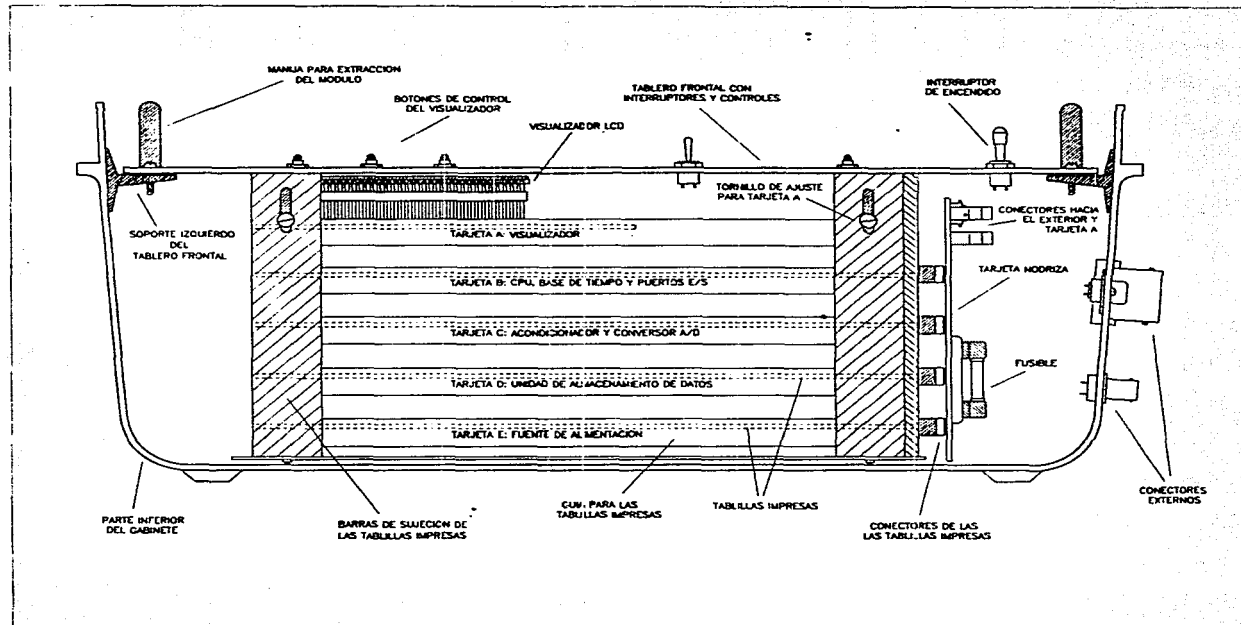 MANIJA PARA EXTRACCION
DEL MODULO
BOTONES DE CONTROL
DEL VISUALIZADOR
VISUALIZADOR LCD
TABLERO FRONTAL CON
INTERRUPTORES Y CONTROLES
INTERRUPTOR
DE ENCENDIDO
TORNILLO DE AJUSTE
PARA TARJETA A
SOPORTE IZQUIERDO
DEL
TABLERO FRONTAL
CONECTORES HACIA
EL EXTERIOR Y
TARJETA A
TARJETA A: VISUALIZADOR
TARJETA NODRIZA
TARJETA B: CPU, BASE DE TIEMPO Y PUERTOS E/S
TARJETA C: ACONDICIONADOR Y CONVERSOR A/D
FUSIBLE
TARJETA D: UNIDAD DE ALMACENAMIENTO DE DATOS
TARJETA E: FUENTE DE ALIMENTACION
PARTE INFERIOR
DEL GABINETE
BARRAS DE SUJECION DE
LAS TABLILLAS IMPRESAS
PARA LAS
TABLILLAS IMPRESAS
TABLILLAS IMPRESAS
CONECTORES DE LAS
LAS TABLILLAS IMPRESAS
CONECTORES
EXTERNOS